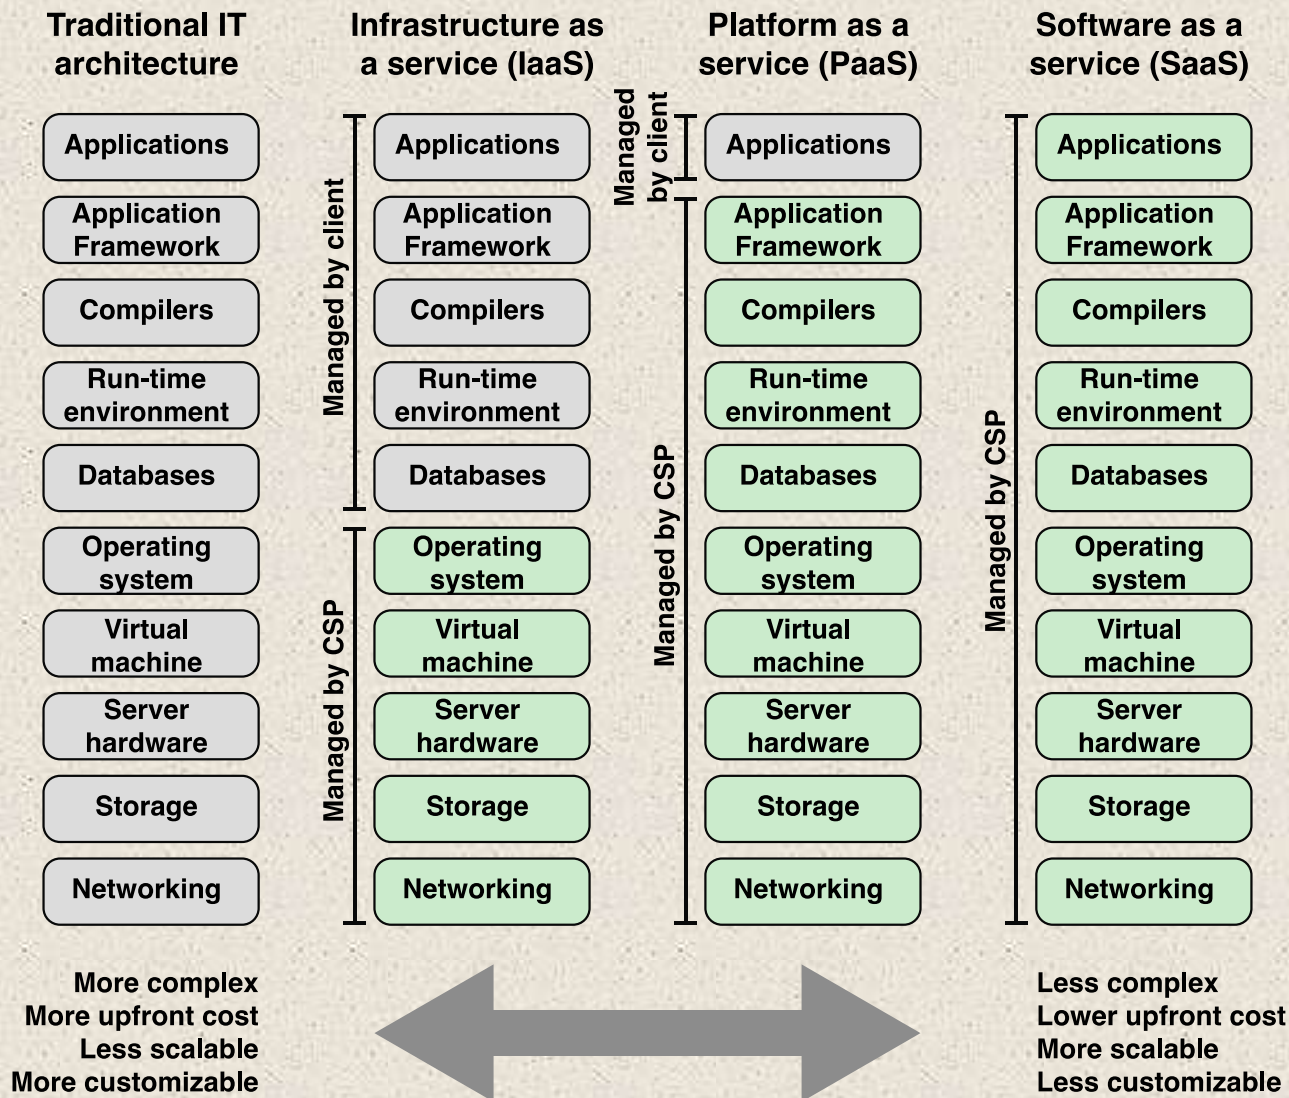 Traditional IT
architecture
Infrastructure as
a service (IaaS)
Platform as a
service (PaaS)
Software as a
service (SaaS)
Applications
Application
Framework
Compilers
Run-time
environment
Databases
Operating
system
Virtual
machine
Server
hardware
Storage
Networking
Managed by client
Managed by CSP
Applications
Application
Framework
Compilers
Run-time
environment
Databases
Operating
system
Virtual
machine
Server
hardware
Storage
Networking
Managed
by client
Managed by CSP
Applications
Application
Framework
Compilers
Run-time
environment
Databases
Operating
system
Virtual
machine
Server
hardware
Storage
Networking
Managed by CSP
Applications
Application
Framework
Compilers
Run-time
environment
Databases
Operating
system
Virtual
machine
Server
hardware
Storage
Networking
More complex
More upfront cost
Less scalable
More customizable
Less complex
Lower upfront cost
More scalable
Less customizable